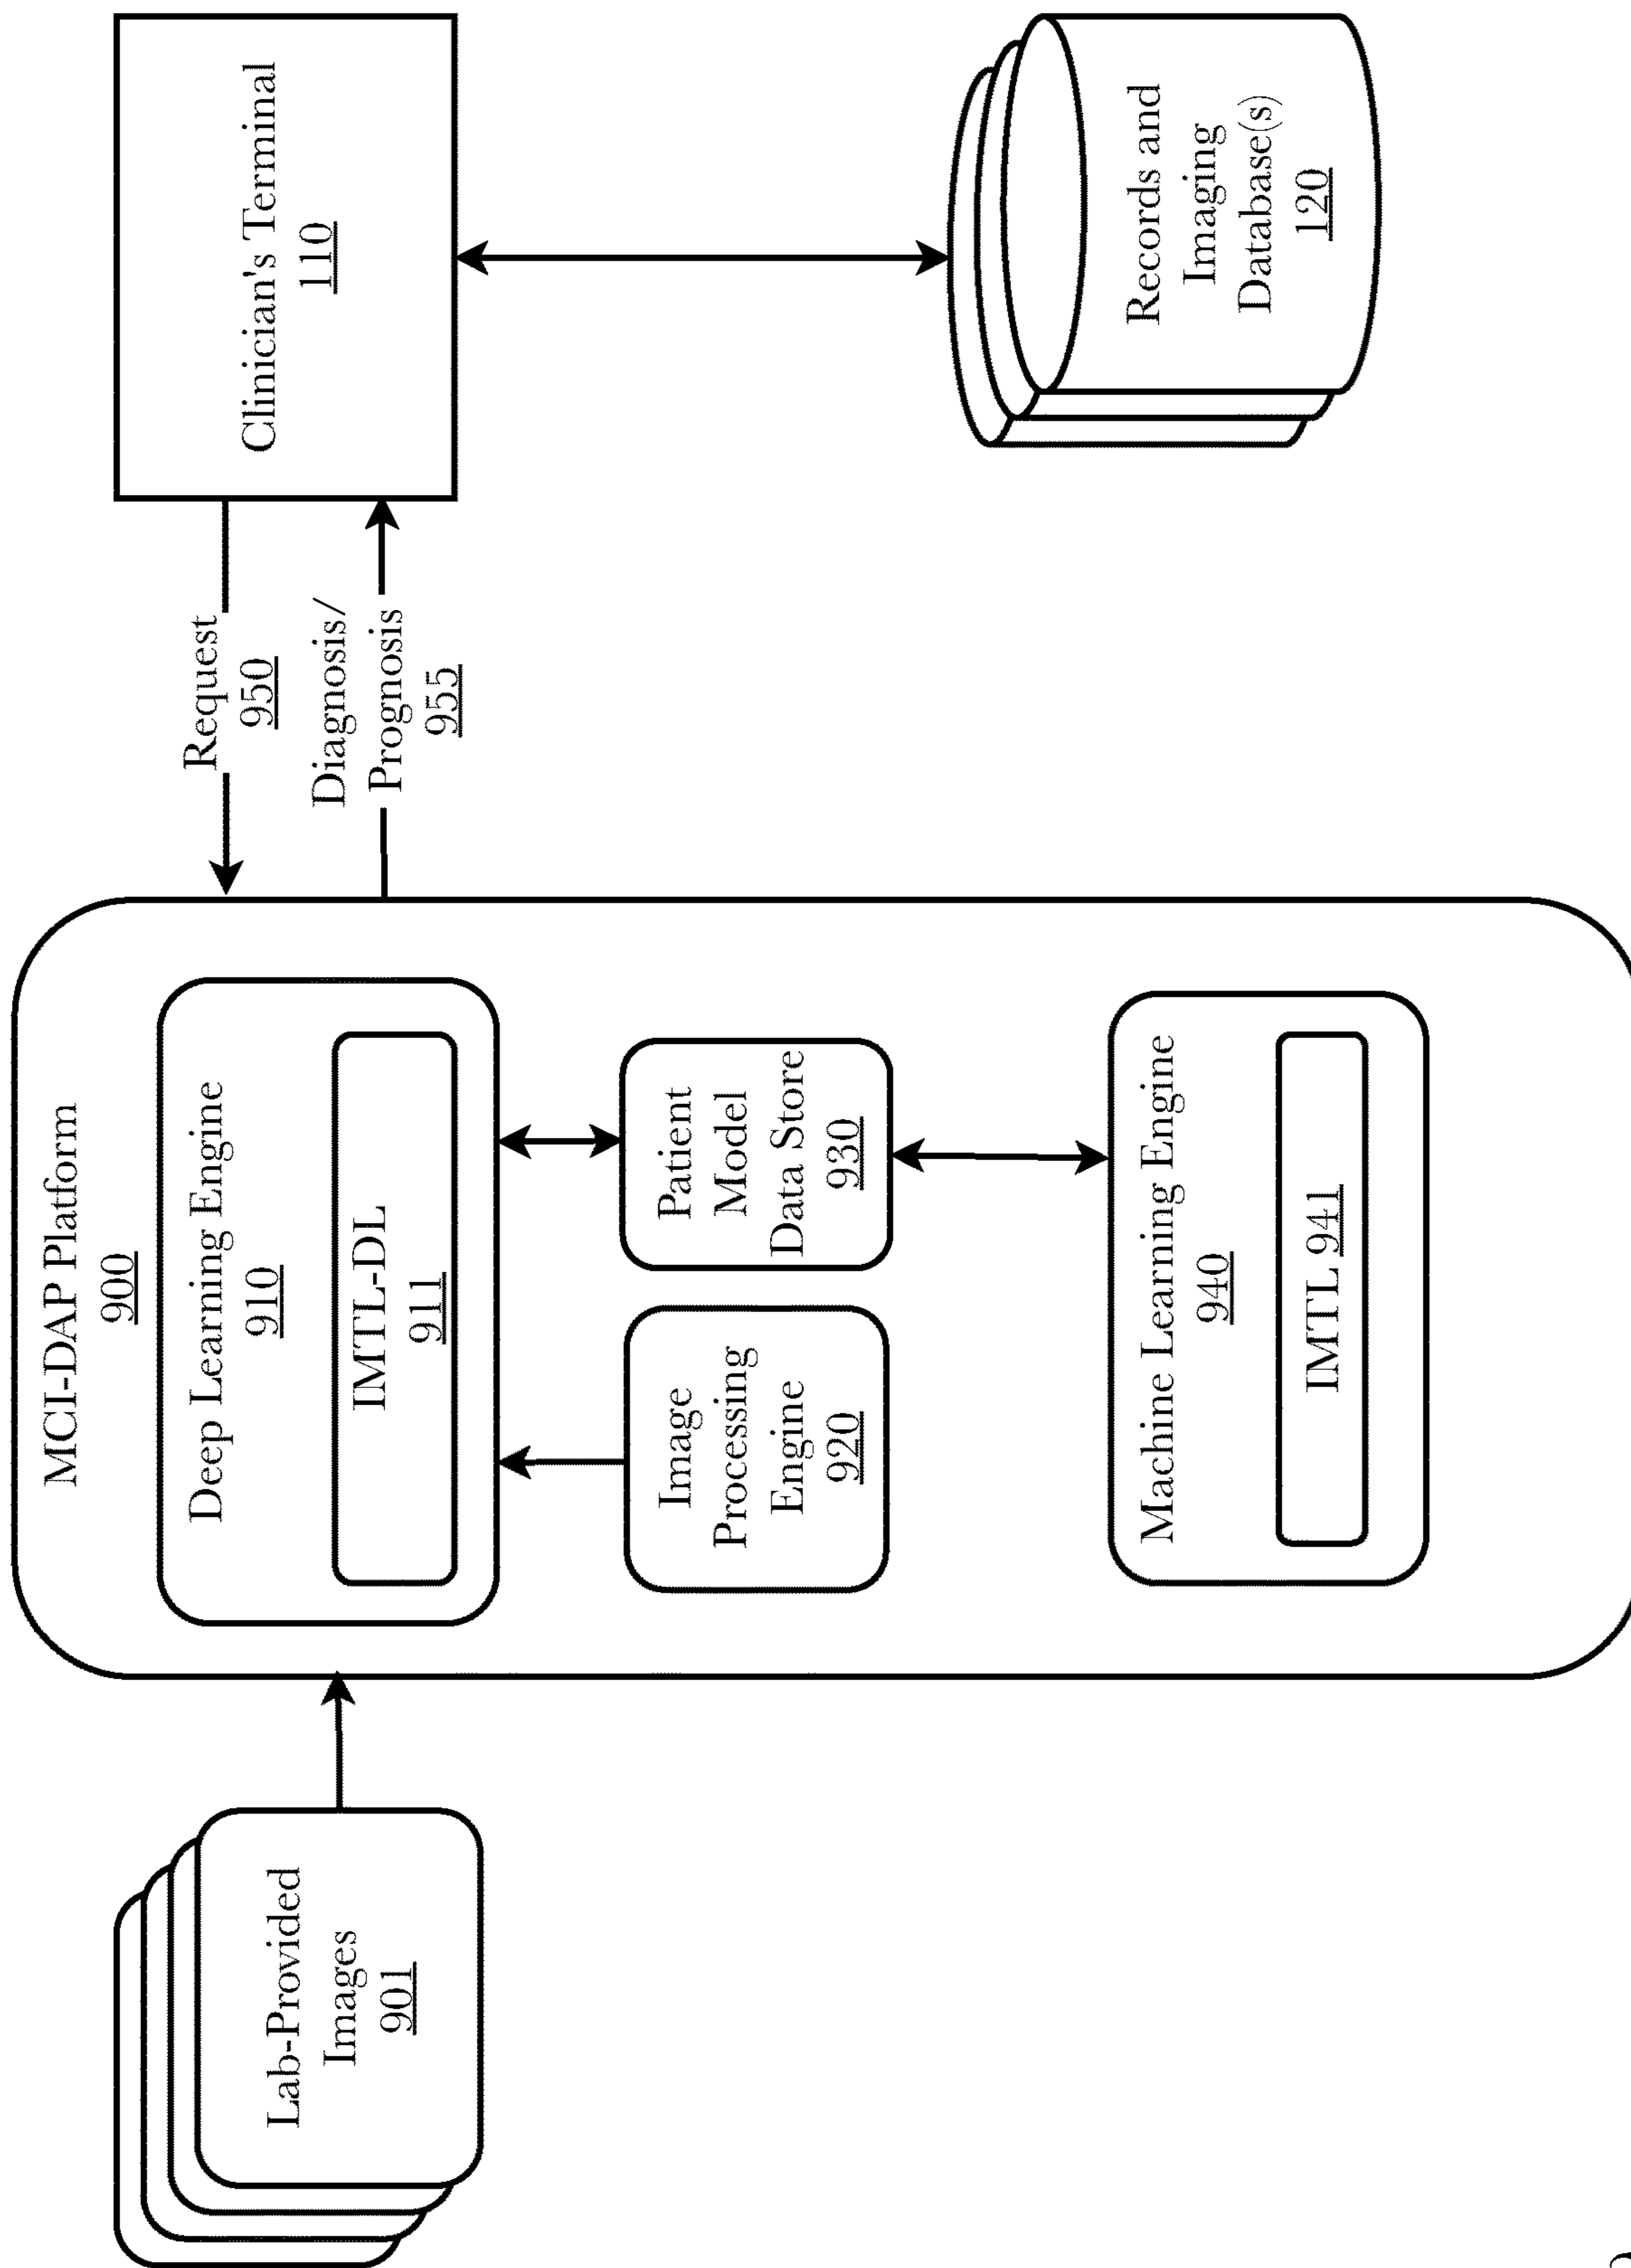 Lab-Provided
Images
901
MCI-DAP Platform
900
Deep Learning Engine
910
IMTL-DL
911
Image
Processing
Engine
920
Patient
Model
Data Store
930
Machine Learning Engine
940
IMTL 941
Request
950
Diagnosis/
Prognosis
955
Clinician's Terminal
110
Records and
Imaging
Database(s)
120